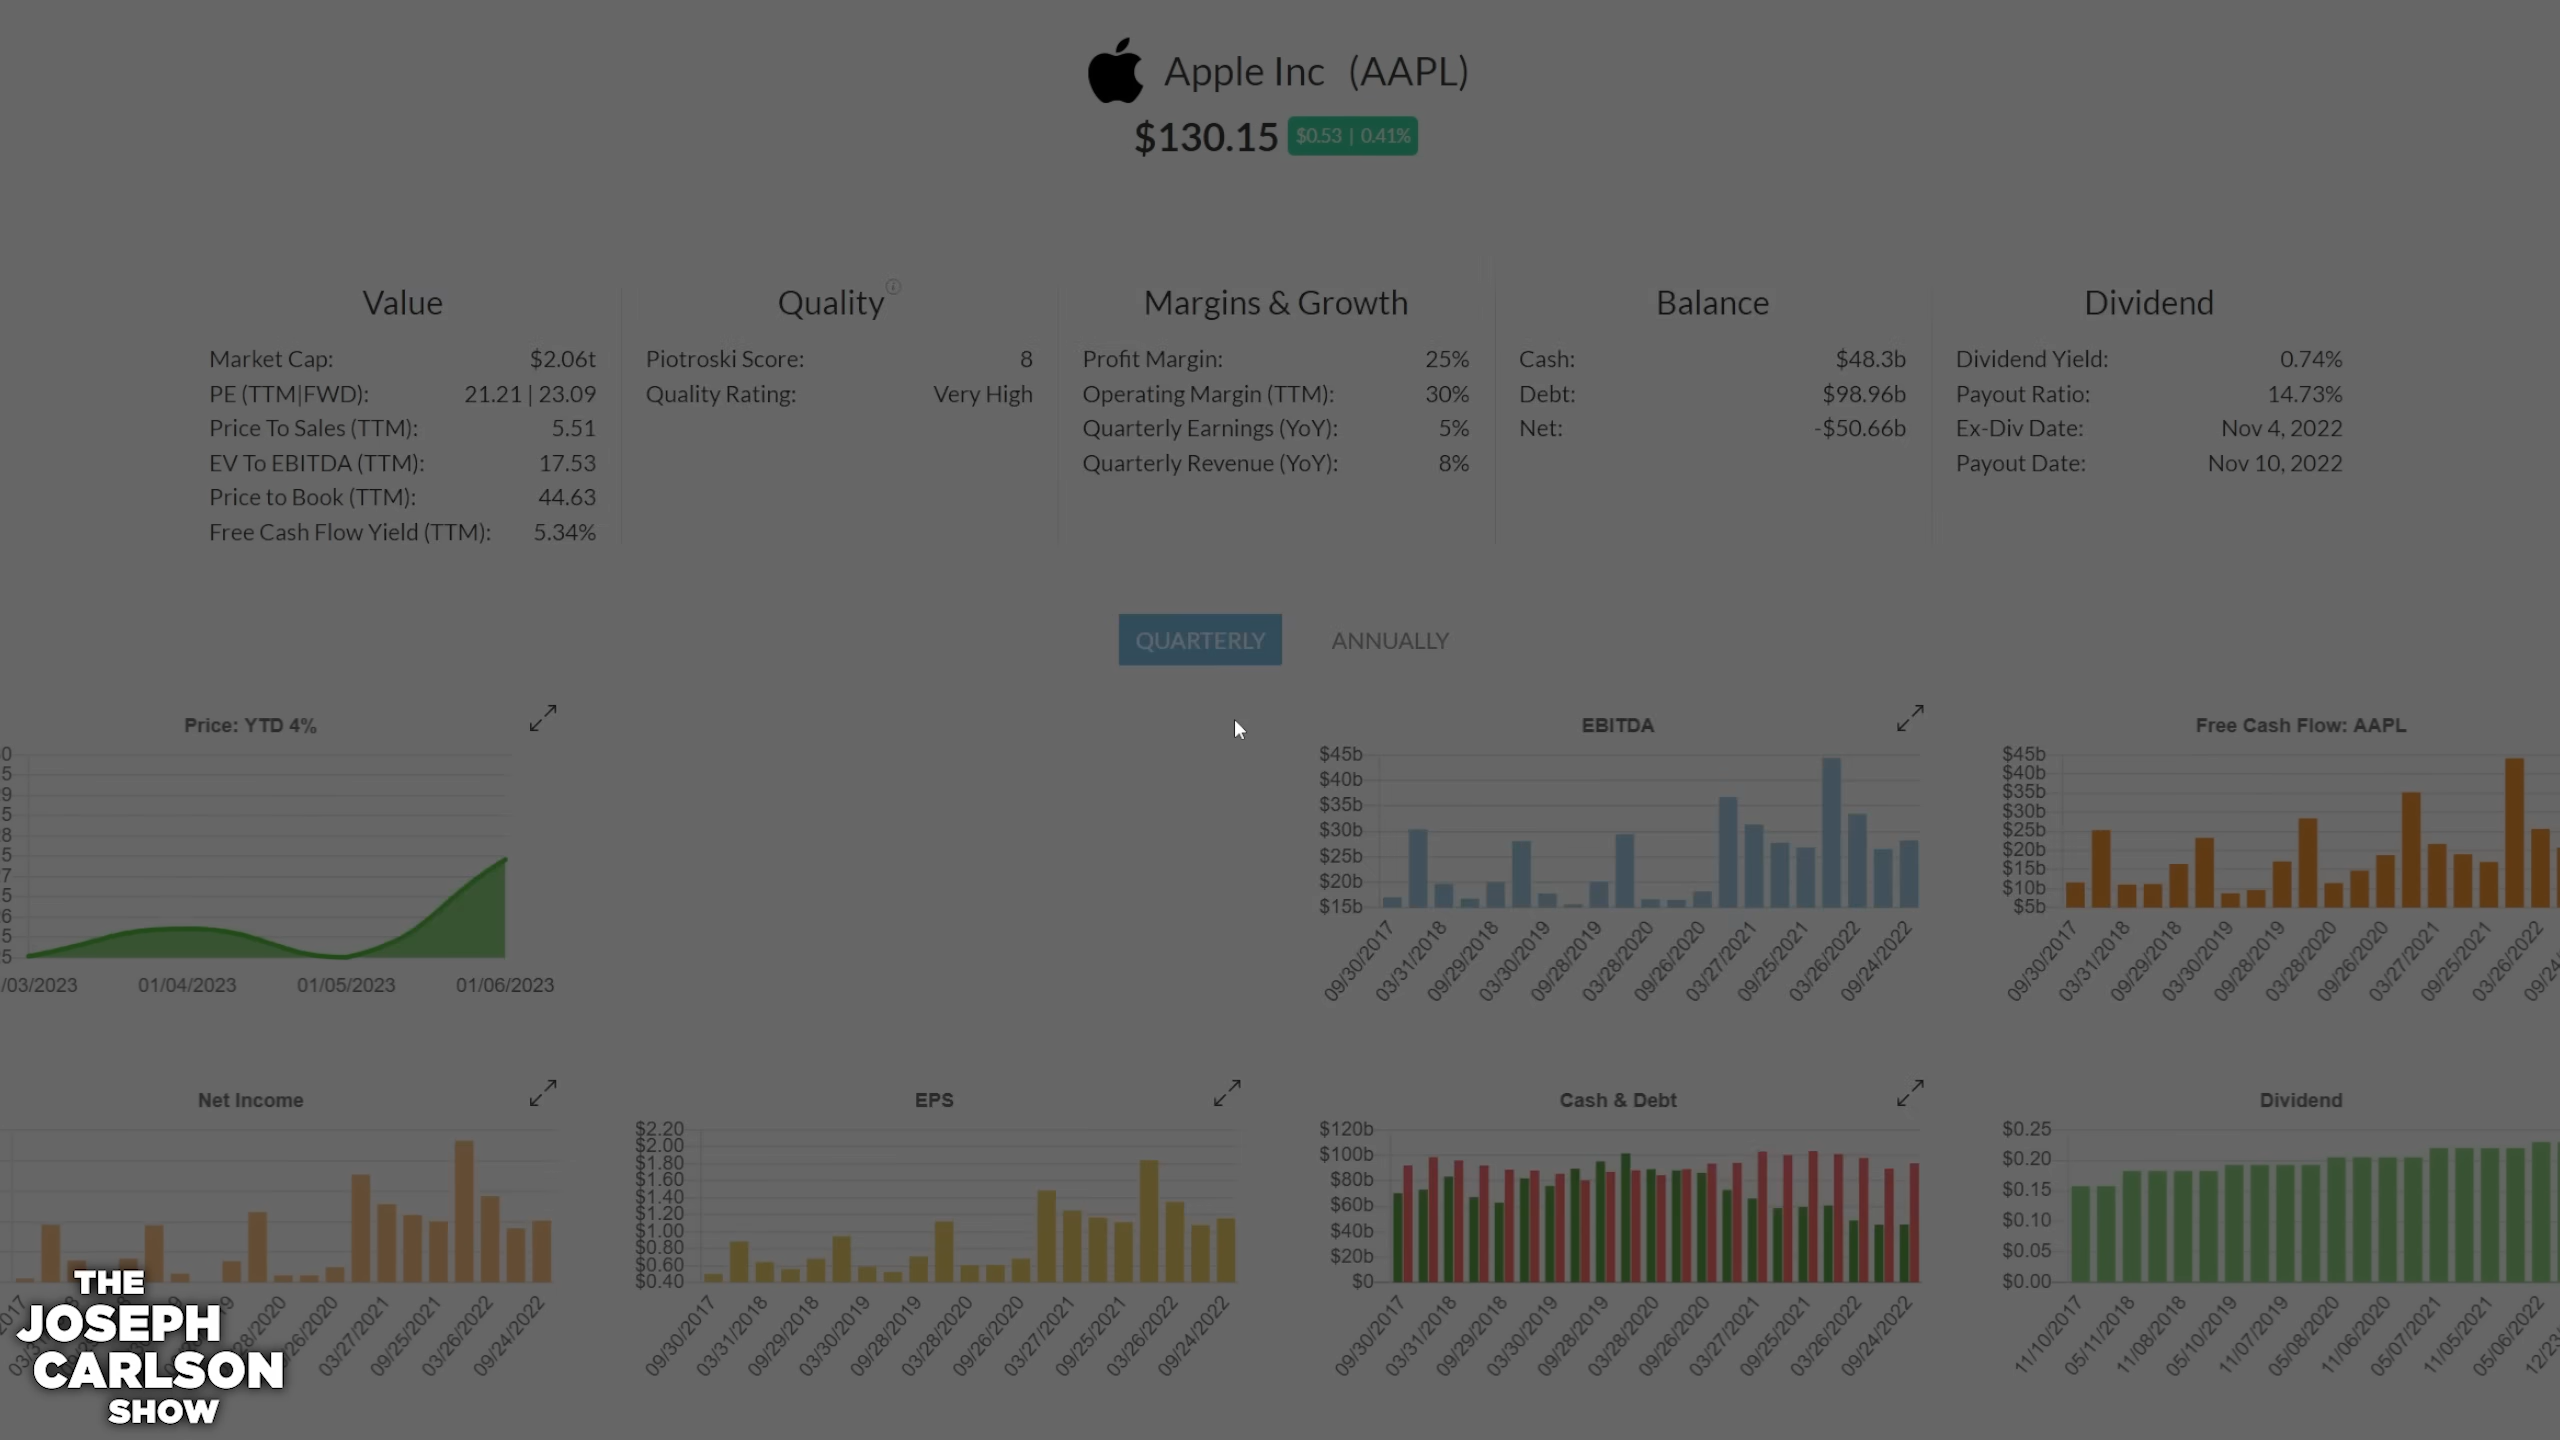 Apple Inc (AAPL)
$130.15 $0.53 | 0.41%
Value
Market Cap: $2.06t
PE (TTM|FWD): 21.21 | 23.09
Price To Sales (TTM): 5.51
EV To EBITDA (TTM): 17.53
Price to Book (TTM): 44.63
Free Cash Flow Yield (TTM): 5.34%
Quality
Piotroski Score: 8
Quality Rating: Very High
Margins & Growth
Profit Margin: 25%
Operating Margin (TTM): 30%
Quarterly Earnings (YoY): 5%
Quarterly Revenue (YoY): 8%
Balance
Cash: $48.3b
Debt: $98.96b
Net: -$50.66b
Dividend
Dividend Yield: 0.74%
Payout Ratio: 14.73%
Ex-Div Date: Nov 4, 2022
Payout Date: Nov 10, 2022
QUARTERLY ANNUALLY
Price: YTD 4%
0
5
9
5
8
5
7
5
6
5
5
/03/2023 01/04/2023 01/05/2023 01/06/2023
EBITDA
$45b
$40b
$35b
$30b
$25b
$20b
$15b
09/30/2017 03/31/2018 09/29/2018 03/30/2019 09/28/2019 03/28/2020 09/26/2020 03/27/2021 09/25/2021 03/26/2022 09/24/2022
Free Cash Flow: AAPL
$45b
$40b
$35b
$30b
$25b
$20b
$15b
$10b
$5b
09/30/2017 03/31/2018 09/29/2018 03/30/2019 09/28/2019 03/28/2020 09/26/2020 03/27/2021 09/25/2021 03/26/2022 09/24/
Net Income
03/27/2021 09/25/2021 03/26/2022 09/24/2022
EPS
$2.20
$2.00
$1.80
$1.60
$1.40
$1.20
$1.00
$0.80
$0.60
$0.40
09/30/2017 03/31/2018 09/29/2018 03/30/2019 09/28/2019 03/28/2020 09/26/2020 03/27/2021 09/25/2021 03/26/2022 09/24/2022
Cash & Debt
$120b
$100b
$80b
$60b
$40b
$20b
$0
09/30/2017 03/31/2018 09/29/2018 03/30/2019 09/28/2019 03/28/2020 09/26/2020 03/27/2021 09/25/2021 03/26/2022 09/24/2022
Dividend
$0.25
$0.20
$0.15
$0.10
$0.05
$0.00
11/10/2017 05/11/2018 11/08/2018 05/10/2019 11/07/2019 05/08/2020 11/06/2020 05/07/2021 11/05/2021 05/06/2022 12/23
THE
JOSEPH
CARLSON
SHOW